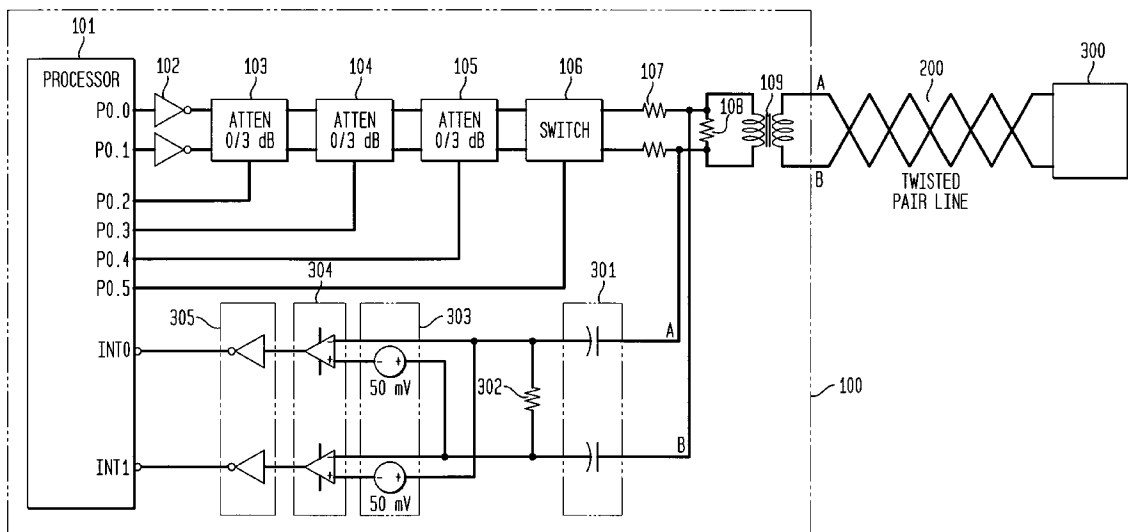 101
PROCESSOR
102
103
104
105
106
107
108
109
200
300
P0.0
P0.1
ATTEN
0/3 dB
ATTEN
0/3 dB
ATTEN
0/3 dB
SWITCH
A
B
TWISTED
PAIR LINE
P0.2
P0.3
P0.4
P0.5
304
301
305
303
A
INT0
50 mV
302
100
B
INT1
50 mV